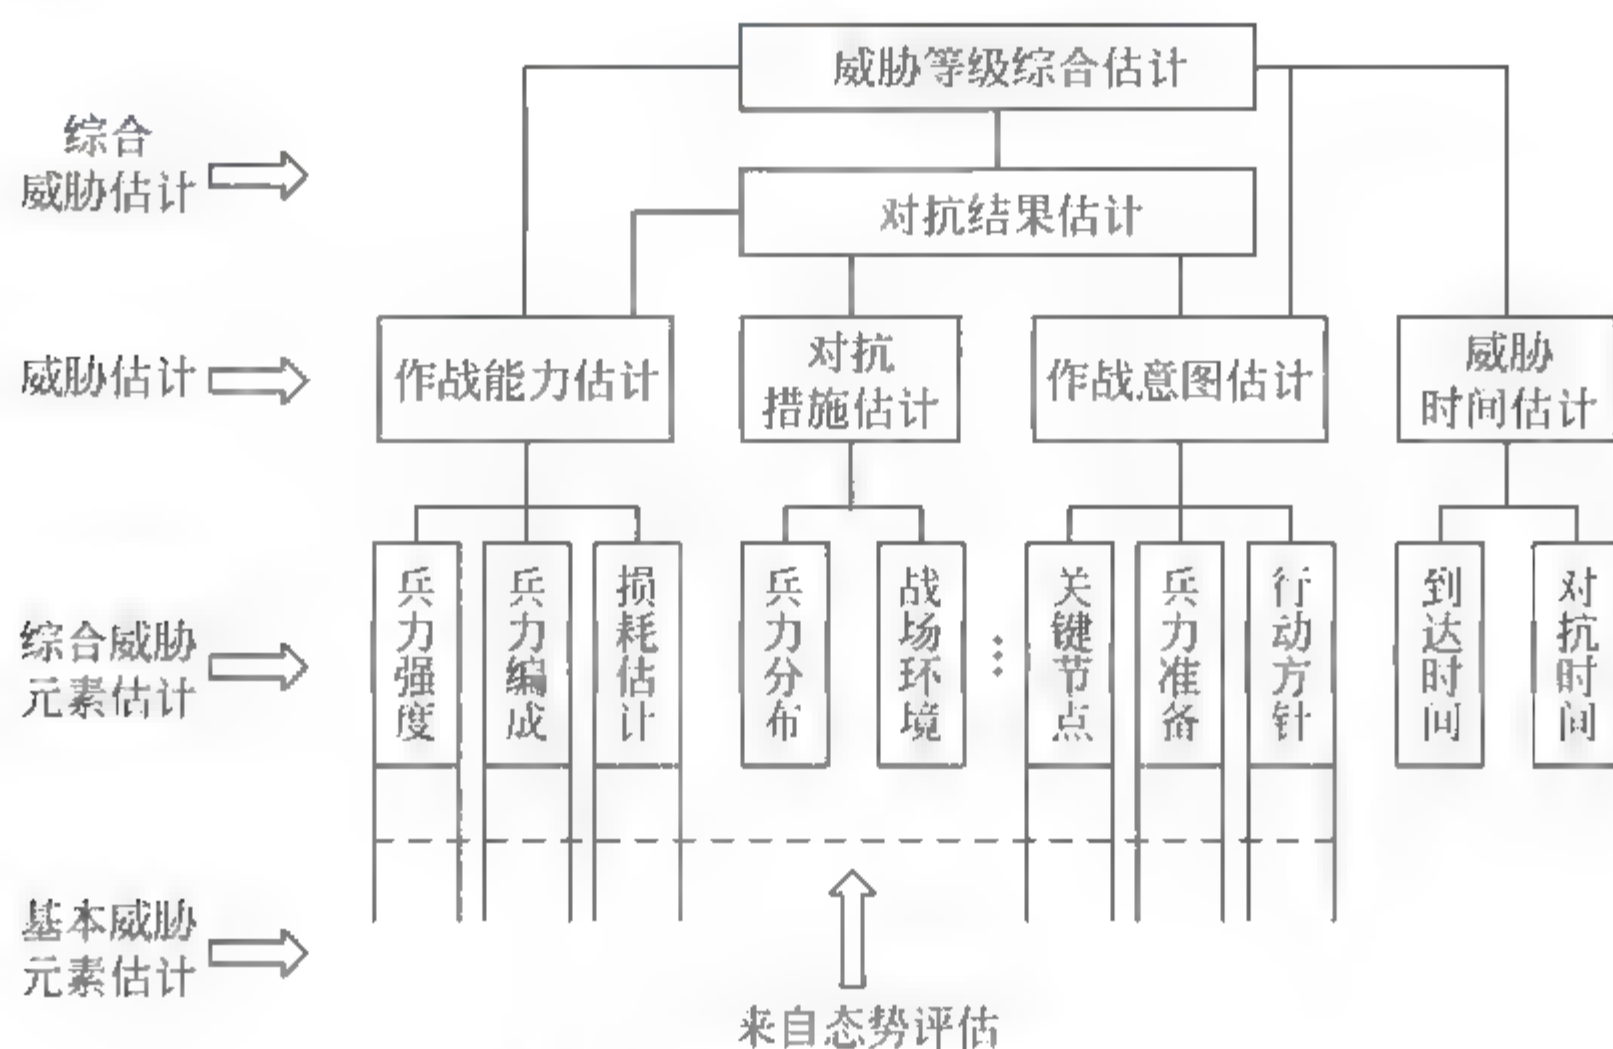 威胁等级综合估计
综合
威胁估计
对抗结果估计
威胁估计
作战能力估计
对抗
措施估计
作战意图估计
威胁
时间估计
综合威胁
元素估计
兵力强度
兵力编成
损耗估计
兵力分布
战场环境
⋮
关键节点
兵力准备
行动方针
到达时间
对抗时间
基本威胁
元素估计
来自态势评估